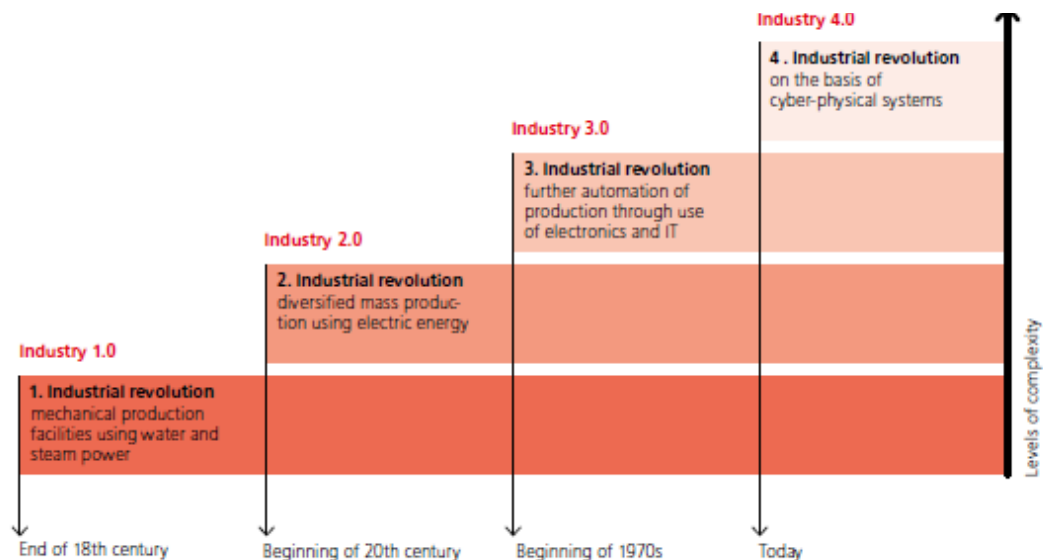 Industry 4.0
4 . Industrial revolution
on the basis of
cyber-physical systems
Industry 3.0
3. Industrial revolution
further automation of
production through use
of electronics and IT
Industry 2.0
2. Industrial revolution
diversified mass produc-
tion using electric energy
Industry 1.0
1. Industrial revolution
mechanical production
facilities using water and
steam power
Levels of complexity
End of 18th century
Beginning of 20th century
Beginning of 1970s
Today